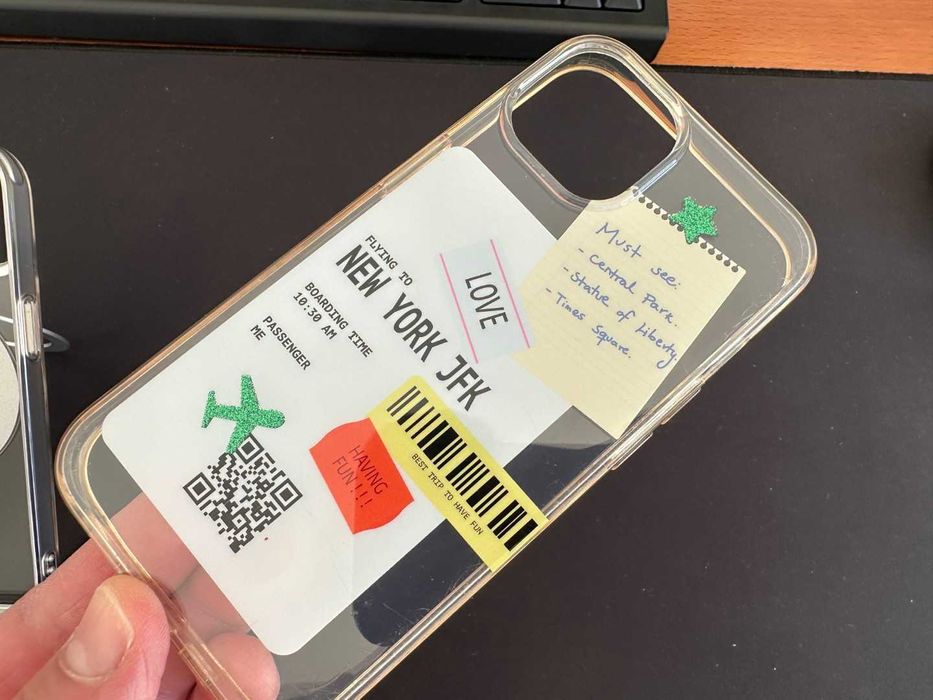 FLYING TO
NEW YORK JFK
BOARDING TIME
10:30 AM
PASSENGER
ME
LOVE
Must see:
- Central Park.
- Statue of Liberty.
- Times Square.
HAVING
FUN!!!
BEST TRIP TO HAVE FUN